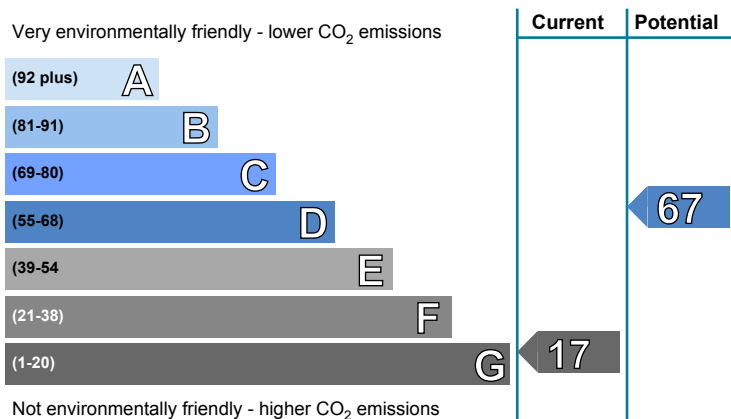 Current Potential
Very environmentally friendly - lower CO2 emissions
(92 plus) A
(81-91) B
(69-80) C
(55-68) D
67
(39-54 E
(21-38) F
(1-20) G
17
Not environmentally friendly - higher CO2 emissions